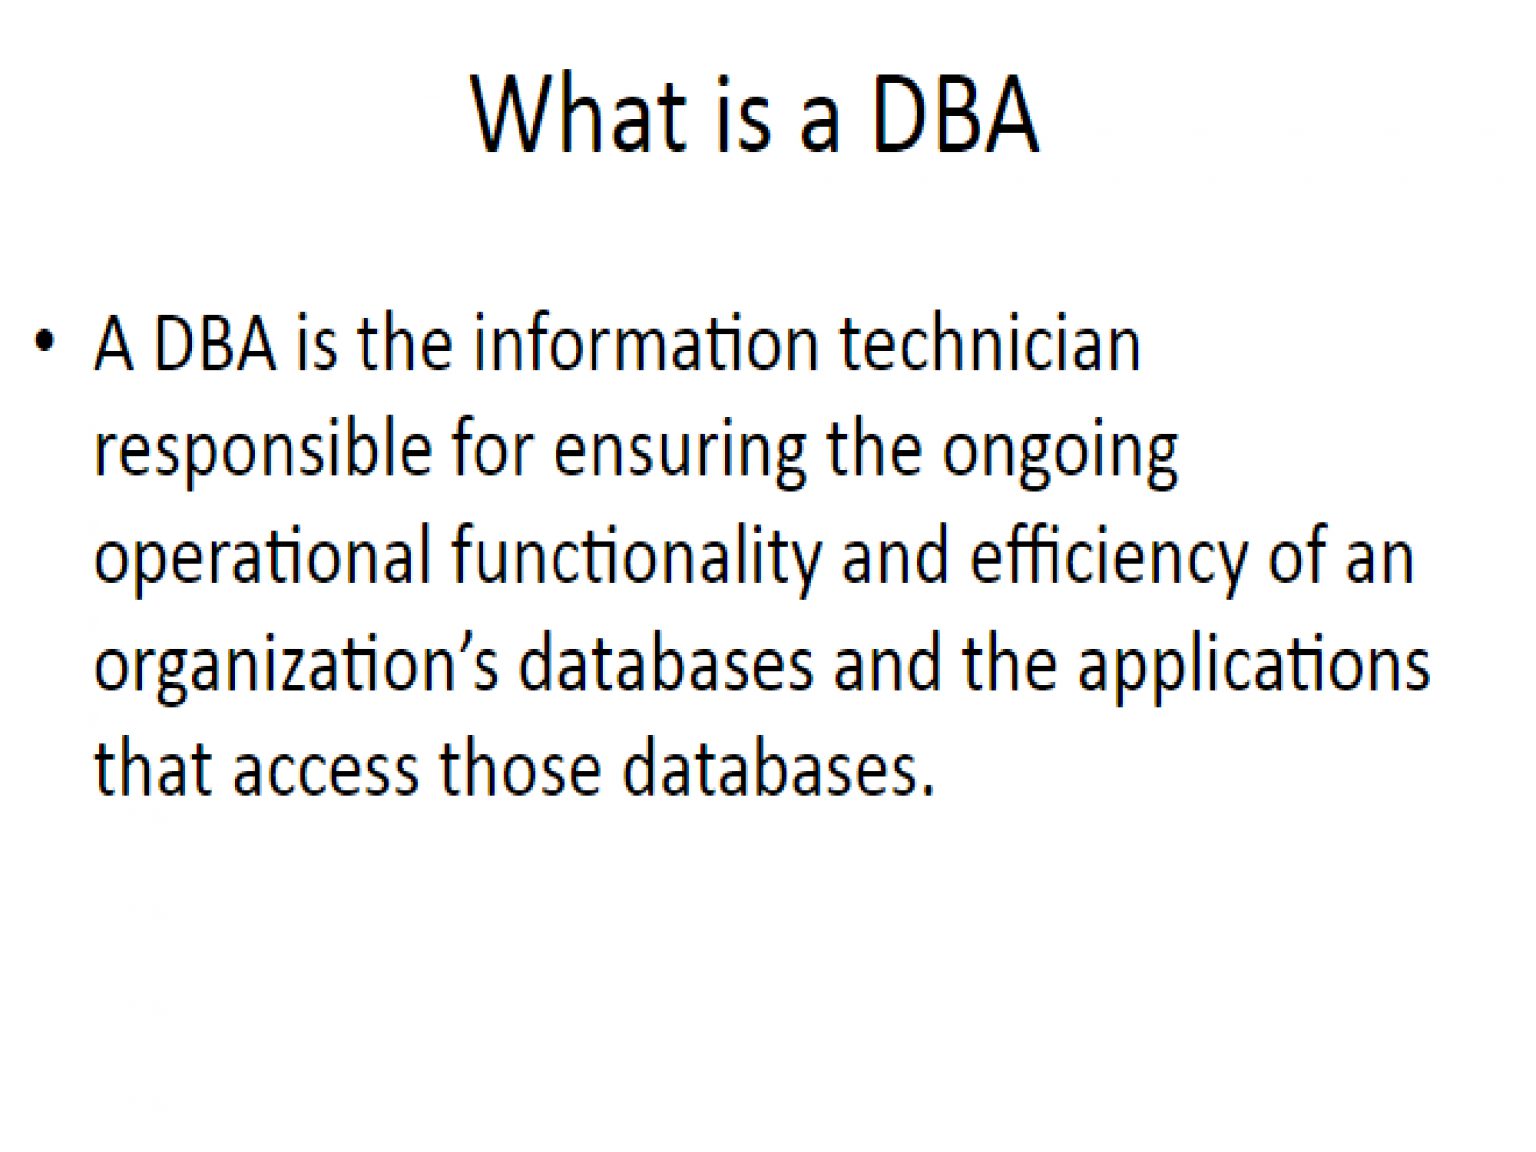 What is a DBA
• A DBA is the information technician
responsible for ensuring the ongoing
operational functionality and efficiency of an
organization’s databases and the applications
that access those databases.